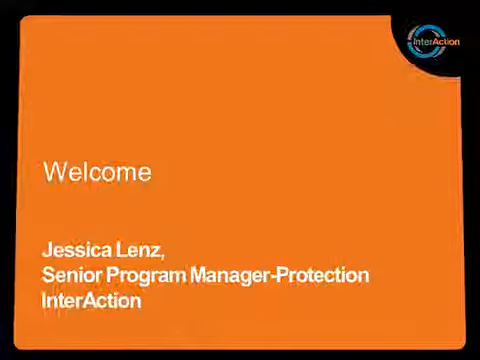 InterAction
Welcome
Jessica Lenz,
Senior Program Manager-Protection
InterAction